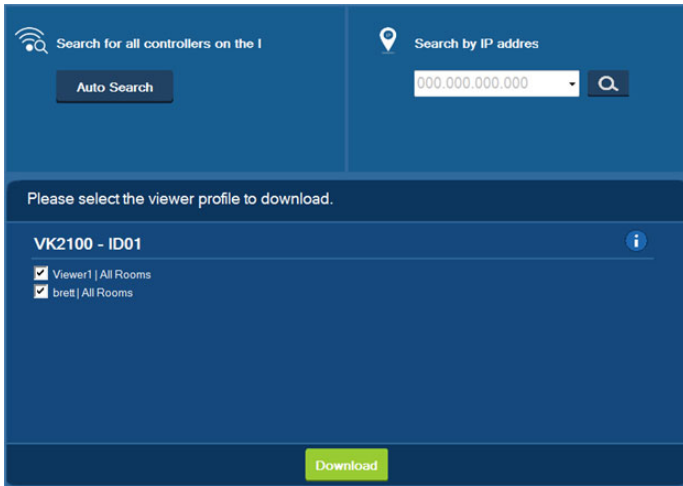 Search for all controllers on the l
Auto Search
Search by IP addres
000.000.000.000
Please select the viewer profile to download.
VK2100 - ID01
i
Viewer1 | All Rooms
brett | All Rooms
Download